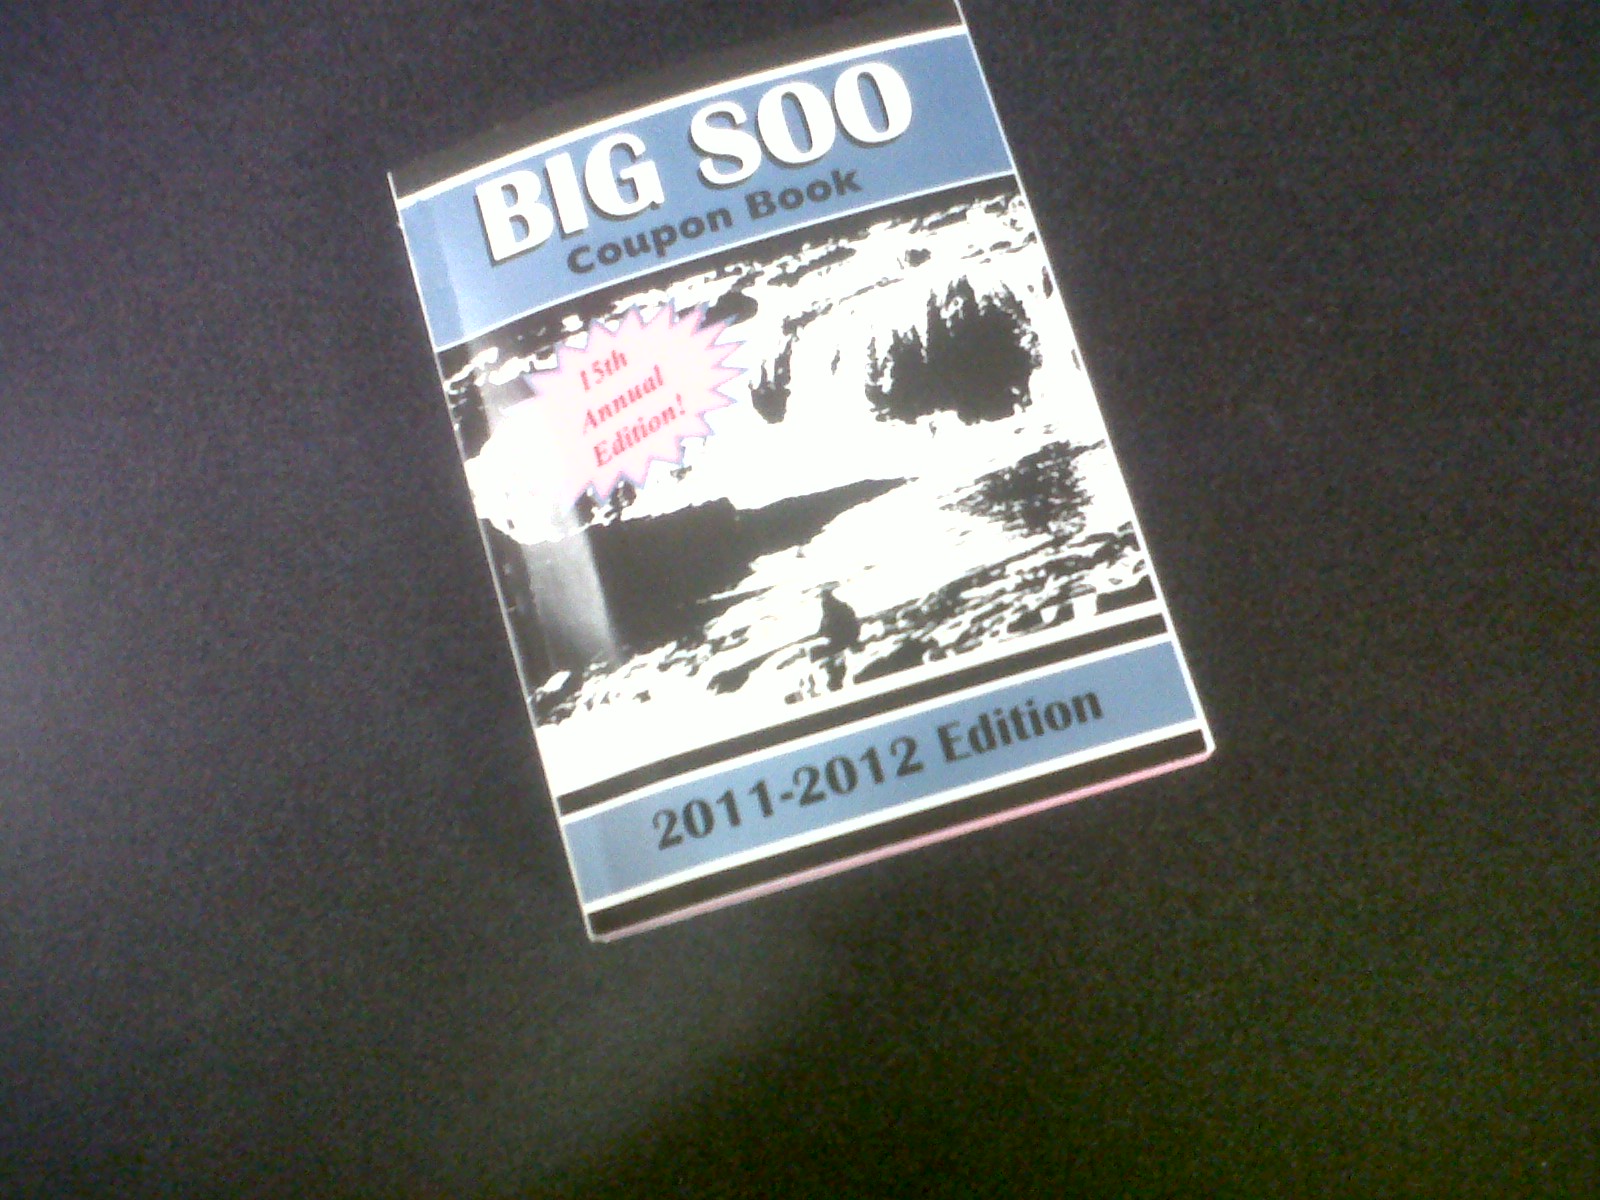 BIG SOO
Coupon Book
15th
Annual
Edition!
2011-2012 Edition